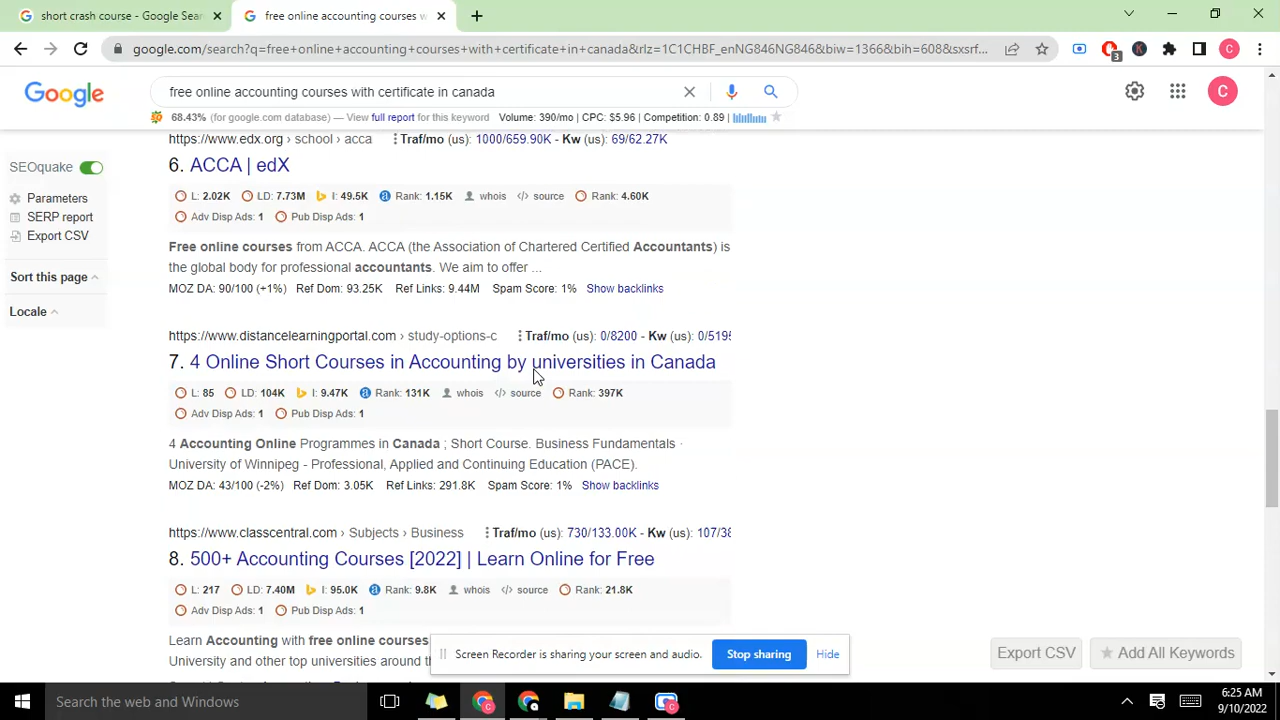 short crash course - Google Sear
free online accounting courses w
google.com/search?q=free+online+accounting+courses+with+certificate+in+canada&rlz=1C1CHBF_enNG846NG846&biw=1366&bih=608&sxsrf...
3
K
C
Google
free online accounting courses with certificate in canada
C
68.43% (for google.com database) — View full report for this keyword Volume: 390/mo | CPC: $5.96 | Competition: 0.89
SEOquake
Parameters
SERP report
Export CSV
Sort this page
Locale
https://www.edx.org › school › acca Traf/mo (us): 1000/659.90K - Kw (us): 69/62.27K
6. ACCA | edX
L: 2.02K LD: 7.73M I: 49.5K Rank: 1.15K whois source Rank: 4.60K
Adv Disp Ads: 1 Pub Disp Ads: 1
Free online courses from ACCA. ACCA (the Association of Chartered Certified Accountants) is
the global body for professional accountants. We aim to offer ...
MOZ DA: 90/100 (+1%) Ref Dom: 93.25K Ref Links: 9.44M Spam Score: 1% Show backlinks
https://www.distancelearningportal.com › study-options-c Traf/mo (us): 0/8200 - Kw (us): 0/5195
7. 4 Online Short Courses in Accounting by universities in Canada
L: 85 LD: 104K I: 9.47K Rank: 131K whois source Rank: 397K
Adv Disp Ads: 1 Pub Disp Ads: 1
4 Accounting Online Programmes in Canada ; Short Course. Business Fundamentals ·
University of Winnipeg - Professional, Applied and Continuing Education (PACE).
MOZ DA: 43/100 (-2%) Ref Dom: 3.05K Ref Links: 291.8K Spam Score: 1% Show backlinks
https://www.classcentral.com › Subjects › Business Traf/mo (us): 730/133.00K - Kw (us): 107/38
8. 500+ Accounting Courses [2022] | Learn Online for Free
L: 217 LD: 7.40M I: 95.0K Rank: 9.8K whois source Rank: 21.8K
Adv Disp Ads: 1 Pub Disp Ads: 1
Learn Accounting with free online courses
University and other top universities around t
Screen Recorder is sharing your screen and audio. Stop sharing Hide
Export CSV Add All Keywords
Search the web and Windows
6:25 AM
9/10/2022